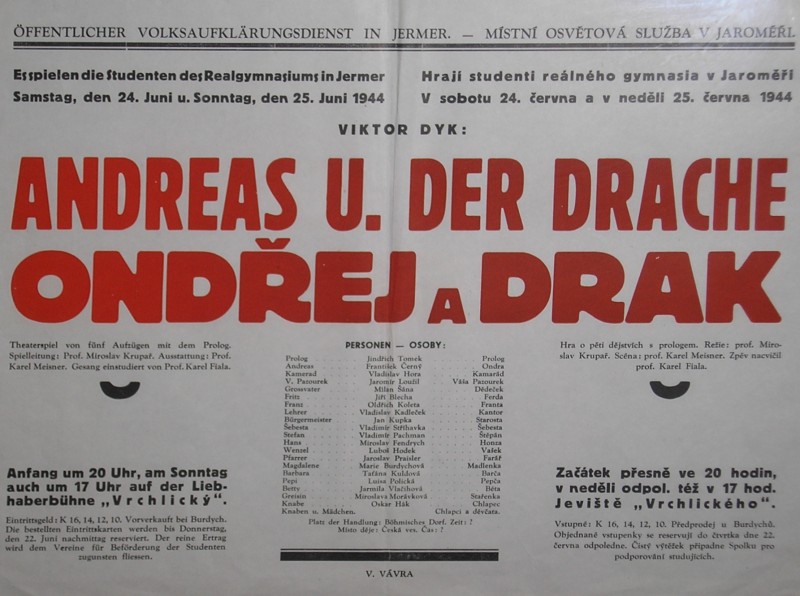 ÖFFENTLICHER VOLKSAUFKLÄRUNGSDIENST IN JERMER. — MÍSTNÍ OSVĚTOVÁ SLUŽBA V JAROMĚŘI.
Es spielen die Studenten des Realgymnasiums in Jermer
Samstag, den 24. Juni u. Sonntag, den 25. Juni 1944
Hrají studenti reálného gymnasia v Jaroměři
V sobotu 24. června a v neděli 25. června 1944
VIKTOR DYK:
ANDREAS U. DER DRACHE
ONDŘEJ A DRAK
Theaterspiel von fünf Aufzügen mit dem Prolog.
Spielleitung: Prof. Miroslav Krupař. Ausstattung: Prof.
Karel Meisner. Gesang einstudiert von Prof. Karel Fiala.
PERSONEN — OSOBY:
Prolog Jindřich Tomek Prolog
Andreas František Černý Ondra
Kamerad Vladislav Hora Kamarád
V. Pazourek Jaromír Loužil Váša Pazourek
Grossvater Milan Šána Dědeček
Fritz Jiří Blecha Ferda
Franz Oldřich Koleta Franta
Lehrer Vladislav Kadleček Kantor
Bürgermeister Jan Kupka Starosta
Šebesta Vladimír Stříhavka Šebesta
Stefan Vladimír Pachman Štěpán
Hans Miroslav Fendrych Honza
Wenzel Luboš Hodek Vašek
Pfarrer Jaroslav Praisler Farář
Magdalene Marie Burdychová Madlenka
Barbara Taťána Kuldová Barča
Pepi Luisa Polická Pepča
Betty Jarmila Vlačihová Běta
Greisin Miroslava Morávková Stařenka
Knabe Oskar Hák Chlapec
Knaben u. Mädchen. Chlapci a děvčata.
Platz der Handlung: Böhmisches Dorf. Zeit: ?
Místo děje: Česká ves. Čas: ?
Hra o pěti dějstvích s prologem. Režie: prof. Miro-
slav Krupař. Scéna: prof. Karel Meisner. Zpěv nacvičil
prof. Karel Fiala.
Anfang um 20 Uhr, am Sonntag
auch um 17 Uhr auf der Lieb-
haberbühne „Vrchlický“.
Eintrittsgeld: K 16, 14, 12, 10. Vorverkauf bei Burdych.
Die bestellten Eintrittskarten werden bis Donnerstag,
den 22. Juni nachmittag reserviert. Der reine Ertrag
wird dem Vereine für Beförderung der Studenten
zugunsten fliessen.
Začátek přesně ve 20 hodin,
v neděli odpol. též v 17 hod.
Jeviště „Vrchlického“.
Vstupné: K 16, 14, 12, 10. Předprodej u Burdychů.
Objednané vstupenky se reservují do čtvrtka dne 22.
června odpoledne. Čistý výtěžek připadne Spolku pro
podporování studujících.
V. VÁVRA